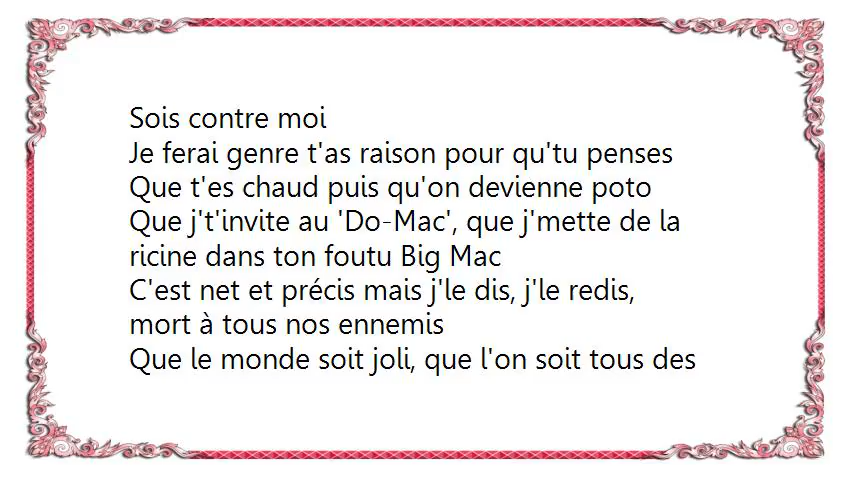 Sois contre moi
Je ferai genre t'as raison pour qu'tu penses
Que t'es chaud puis qu'on devienne poto
Que j't'invite au 'Do-Mac', que j'mette de la
ricine dans ton foutu Big Mac
C'est net et précis mais j'le dis, j'le redis,
mort à tous nos ennemis
Que le monde soit joli, que l'on soit tous des